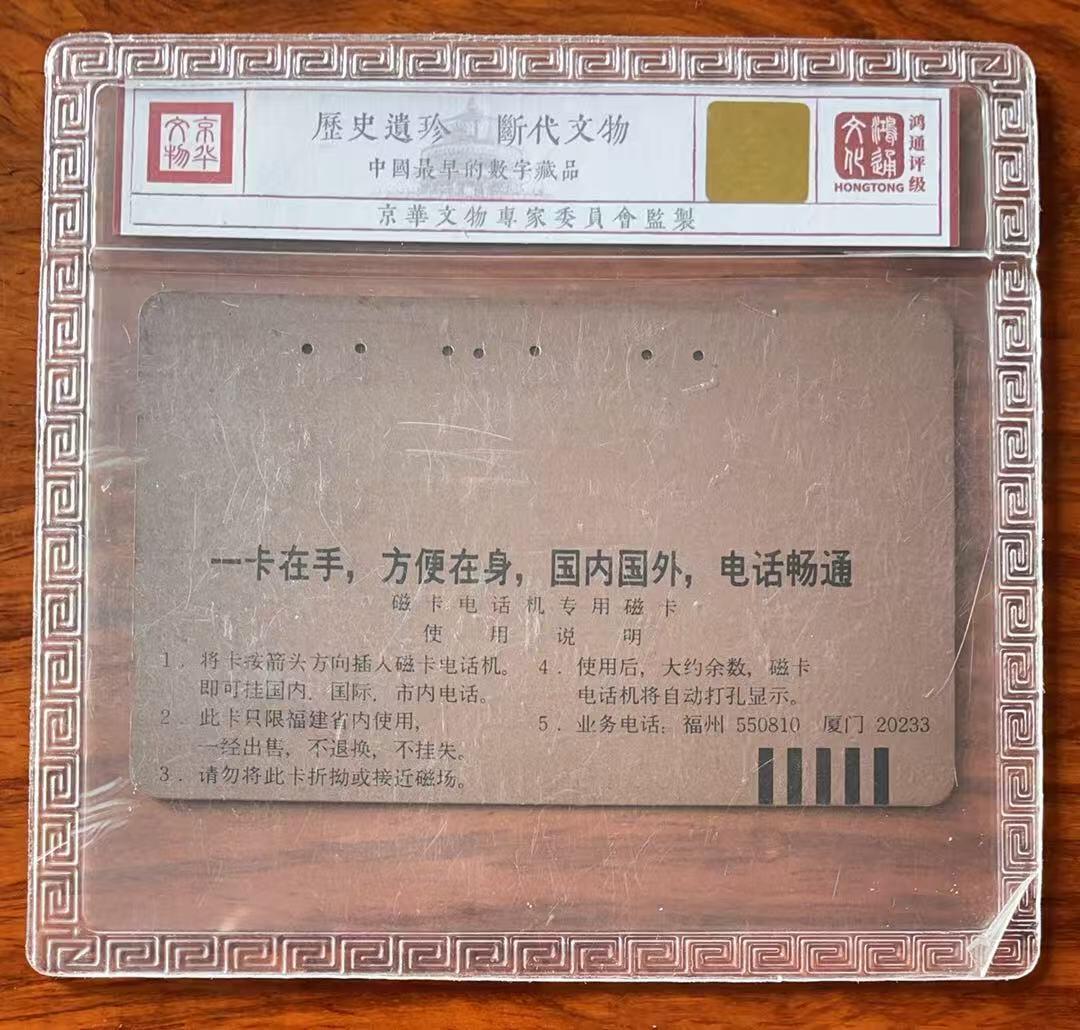 京华
文物
歷史遺珍 斷代文物
中國最早的數字藏品
京華文物專家委員會監製
鸿通
文化
HONGTONG
鸿通评级
一卡在手，方便在身，国内国外，电话畅通
磁卡电话机专用磁卡
使用说明
1．将卡按箭头方向插入磁卡电话机。
即可挂国内．国际．市内电话。
2．此卡只限福建省内使用，
一经出售，不退换，不挂失。
3．请勿将此卡折拗或接近磁场。
4．使用后，大约余数，磁卡
电话机将自动打孔显示。
5．业务电话：福州 550810 厦门 20233